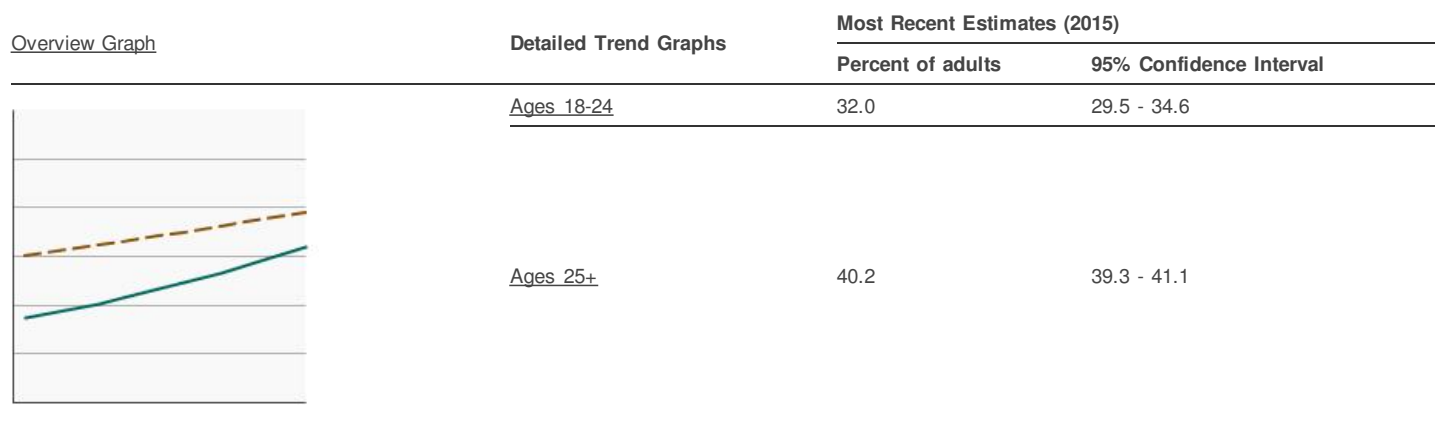 Overview Graph
Detailed Trend Graphs
Most Recent Estimates (2015)
Percent of adults
95% Confidence Interval
Ages 18-24
32.0
29.5 - 34.6
Ages 25+
40.2
39.3 - 41.1